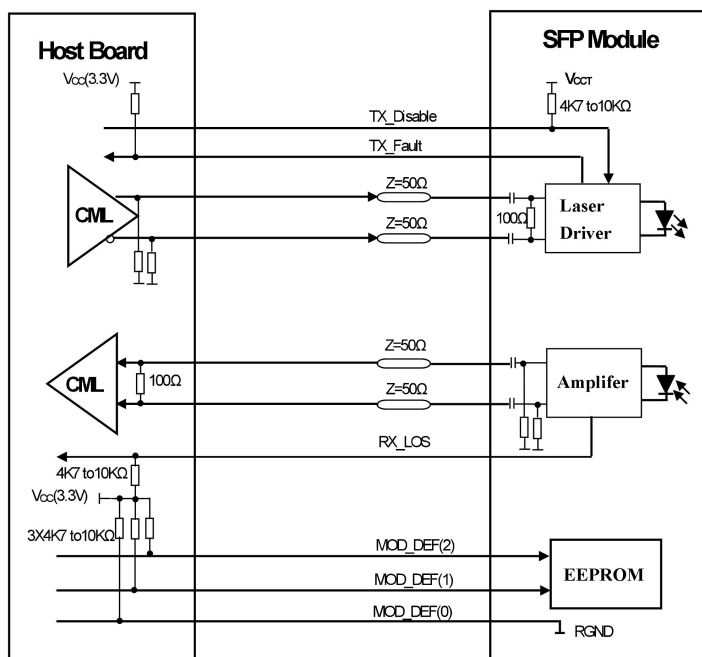 Host Board
SFP Module
Vcc(3.3V)
VCCT
4K7 to10KΩ
TX_Disable
TX_Fault
Z=50Ω
CML
100Ω
Laser
Driver
Z=50Ω
Z=50Ω
CML
100Ω
Z=50Ω
Amplifer
RX_LOS
4K7 to10KΩ
Vcc(3.3V)
3X4K7 to10KΩ
MOD_DEF(2)
MOD_DEF(1)
EEPROM
MOD_DEF(0)
RGND